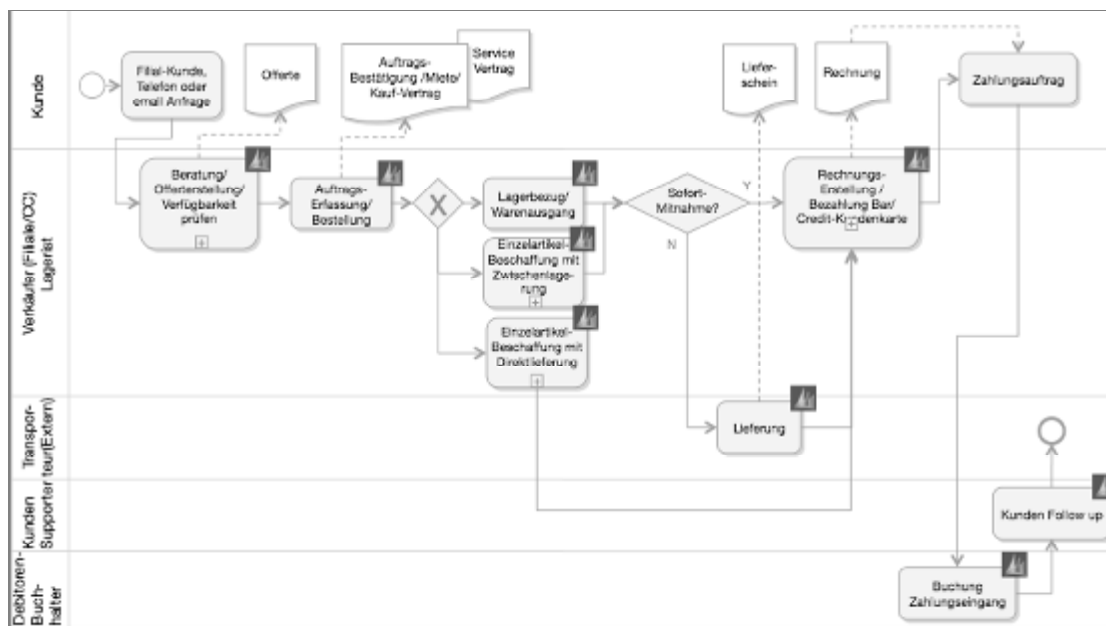 Kunde
Filial-Kunde,
Telefon oder
email Anfrage
Offerte
Auftrags-
Bestätigung /Miete/
Kauf-Vertrag
Service
Vertrag
Liefer-
schein
Rechnung
Zahlungsauftrag
Verkäufer (Filiale/CC)
Lagerist
Beratung/
Offerterstellung/
Verfügbarkeit
prüfen
Auftrags-
Erfassung/
Bestellung
X
Lagerbezug/
Warenausgang
Einzelartikel-
Beschaffung mit
Zwischenlage-
rung
Einzelartikel-
Beschaffung mit
Direktlieferung
Sofort-
Mitnahme?
Y
N
Rechnungs-
Erstellung /
Bezahlung Bar/
Credit-Kundenkarte
Transpor-
teur(Extern)
Lieferung
Kunden
Supporter
Kunden Follow up
Debitoren-
Buch-
halter
Buchung
Zahlungseingang